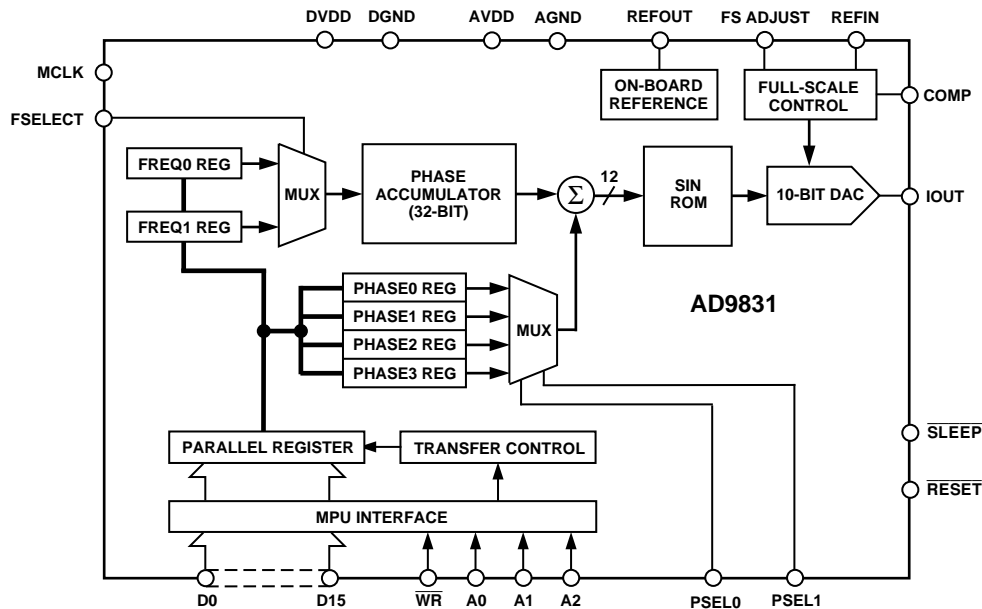 DVDD DGND AVDD AGND REFOUT FS ADJUST REFIN
MCLK
FSELECT
ON-BOARD
REFERENCE
FULL-SCALE
CONTROL
COMP
FREQ0 REG
FREQ1 REG
MUX
PHASE
ACCUMULATOR
(32-BIT)
Σ
12
SIN
ROM
10-BIT DAC
IOUT
PHASE0 REG
PHASE1 REG
PHASE2 REG
PHASE3 REG
MUX
AD9831
PARALLEL REGISTER
TRANSFER CONTROL
SLEEP
RESET
MPU INTERFACE
D0 D15 WR A0 A1 A2 PSEL0 PSEL1